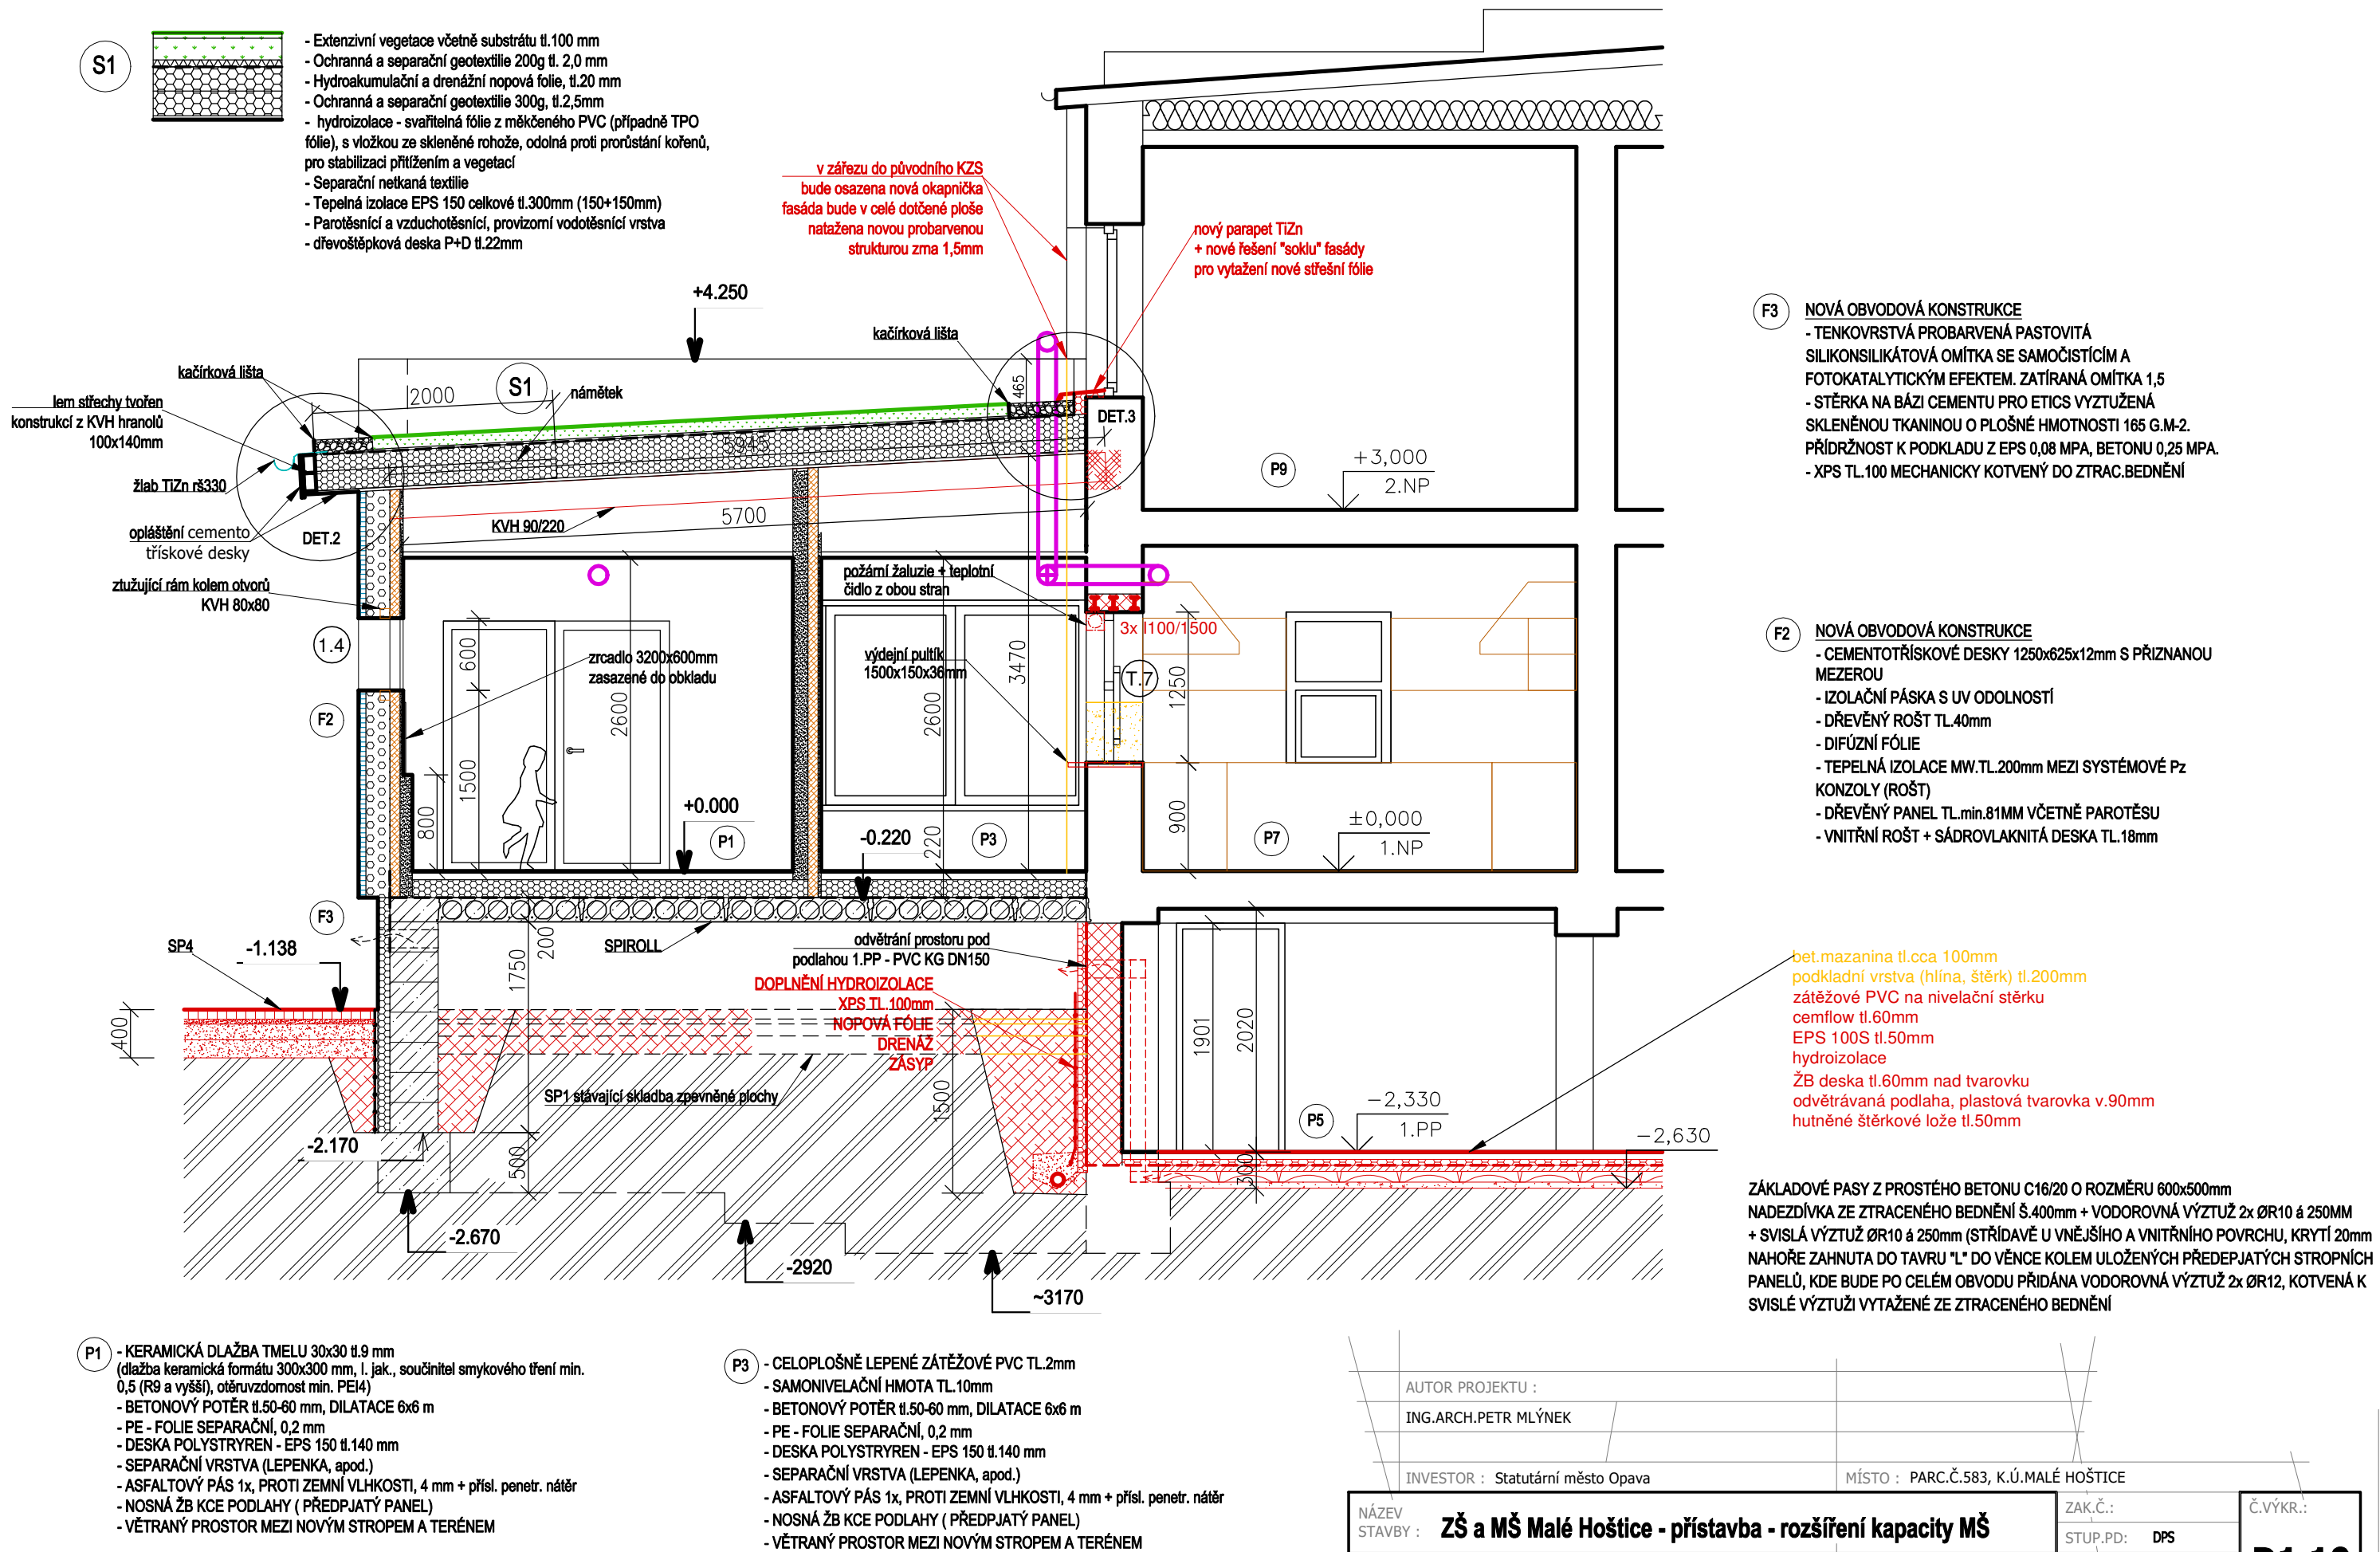 S1
- Extenzivní vegetace včetně substrátu tl.100 mm
- Ochranná a separační geotextilie 200g tl. 2,0 mm
- Hydroakumulační a drenážní nopová folie, tl.20 mm
- Ochranná a separační geotextilie 300g, tl.2,5mm
- hydroizolace - svařitelná fólie z měkčeného PVC (případně TPO
fólie), s vložkou ze skleněné rohože, odolná proti prorůstání kořenů,
pro stabilizaci přitížením a vegetací
- Separační netkaná textilie
- Tepelná izolace EPS 150 celkové tl.300mm (150+150mm)
- Parotěsnící a vzduchotěsnící, provizorní vodotěsnící vrstva
- dřevoštěpková deska P+D tl.22mm
v zářezu do původního KZS
bude osazena nová okapnička
fasáda bude v celé dotčené ploše
natažena novou probarvenou
strukturou zrna 1,5mm
nový parapet TiZn
+ nové řešení "soklu" fasády
pro vytažení nové střešní fólie
+4.250
kačírková lišta
kačírková lišta
lem střechy tvořen
konstrukcí z KVH hranolů
100x140mm
žlab TiZn rš330
opláštění cemento
třískové desky
ztužující rám kolem otvorů
KVH 80x80
2000
S1
námětek
465
DET.3
5945
DET.2
KVH 90/220
5700
P9
+3,000
2.NP
požární žaluzie + teplotní
čidlo z obou stran
3x I100/1500
1.4
600
zrcadlo 3200x600mm
zasazené do obkladu
výdejní pultík
1500x150x36mm
3470
T.7
1250
F2
2600
2600
1500
800
+0.000
P1
-0.220
220
P3
900
P7
±0,000
1.NP
F3
SP4
-1.138
400
1750
200
SPIROLL
odvětrání prostoru pod
podlahou 1.PP - PVC KG DN150
DOPLNĚNÍ HYDROIZOLACE
XPS TL.100mm
NOPOVÁ FÓLIE
DRENÁŽ
ZÁSYP
SP1 stávající skladba zpevněné plochy
1500
1901
2020
P5
-2,330
1.PP
-2,630
300
-2.170
500
-2.670
-2920
~3170
F3
NOVÁ OBVODOVÁ KONSTRUKCE
- TENKOVRSTVÁ PROBARVENÁ PASTOVITÁ
SILIKONSILIKÁTOVÁ OMÍTKA SE SAMOČISTÍCÍM A
FOTOKATALYTICKÝM EFEKTEM. ZATÍRANÁ OMÍTKA 1,5
- STĚRKA NA BÁZI CEMENTU PRO ETICS VYZTUŽENÁ
SKLENĚNOU TKANINOU O PLOŠNÉ HMOTNOSTI 165 G.M-2.
PŘÍDRŽNOST K PODKLADU Z EPS 0,08 MPA, BETONU 0,25 MPA.
- XPS TL.100 MECHANICKY KOTVENÝ DO ZTRAC.BEDNĚNÍ
F2
NOVÁ OBVODOVÁ KONSTRUKCE
- CEMENTOTŘÍSKOVÉ DESKY 1250x625x12mm S PŘIZNANOU
MEZEROU
- IZOLAČNÍ PÁSKA S UV ODOLNOSTÍ
- DŘEVĚNÝ ROŠT TL.40mm
- DIFÚZNÍ FÓLIE
- TEPELNÁ IZOLACE MW.TL.200mm MEZI SYSTÉMOVÉ Pz
KONZOLY (ROŠT)
- DŘEVĚNÝ PANEL TL.min.81MM VČETNĚ PAROTĚSU
- VNITŘNÍ ROŠT + SÁDROVLAKNITÁ DESKA TL.18mm
bet.mazanina tl.cca 100mm
podkladní vrstva (hlína, štěrk) tl.200mm
zátěžové PVC na nivelační stěrku
cemflow tl.60mm
EPS 100S tl.50mm
hydroizolace
ŽB deska tl.60mm nad tvarovku
odvětrávaná podlaha, plastová tvarovka v.90mm
hutněné štěrkové lože tl.50mm
ZÁKLADOVÉ PASY Z PROSTÉHO BETONU C16/20 O ROZMĚRU 600x500mm
NADEZDÍVKA ZE ZTRACENÉHO BEDNĚNÍ Š.400mm + VODOROVNÁ VÝZTUŽ 2x ØR10 á 250MM
+ SVISLÁ VÝZTUŽ ØR10 á 250mm (STŘÍDAVĚ U VNĚJŠÍHO A VNITŘNÍHO POVRCHU, KRYTÍ 20mm
NAHOŘE ZAHNUTA DO TAVRU "L" DO VĚNCE KOLEM ULOŽENÝCH PŘEDEPJATÝCH STROPNÍCH
PANELŮ, KDE BUDE PO CELÉM OBVODU PŘIDÁNA VODOROVNÁ VÝZTUŽ 2x ØR12, KOTVENÁ K
SVISLÉ VÝZTUŽI VYTAŽENÉ ZE ZTRACENÉHO BEDNĚNÍ
P1
- KERAMICKÁ DLAŽBA TMELU 30x30 tl.9 mm
(dlažba keramická formátu 300x300 mm, I. jak., součinitel smykového tření min.
0,5 (R9 a vyšší), otěruvzdornost min. PEI4)
- BETONOVÝ POTĚR tl.50-60 mm, DILATACE 6x6 m
- PE - FOLIE SEPARAČNÍ, 0,2 mm
- DESKA POLYSTRYREN - EPS 150 tl.140 mm
- SEPARAČNÍ VRSTVA (LEPENKA, apod.)
- ASFALTOVÝ PÁS 1x, PROTI ZEMNÍ VLHKOSTI, 4 mm + přísl. penetr. nátěr
- NOSNÁ ŽB KCE PODLAHY ( PŘEDPJATÝ PANEL)
- VĚTRANÝ PROSTOR MEZI NOVÝM STROPEM A TERÉNEM
P3
- CELOPLOŠNĚ LEPENÉ ZÁTĚŽOVÉ PVC TL.2mm
- SAMONIVELAČNÍ HMOTA TL.10mm
- BETONOVÝ POTĚR tl.50-60 mm, DILATACE 6x6 m
- PE - FOLIE SEPARAČNÍ, 0,2 mm
- DESKA POLYSTRYREN - EPS 150 tl.140 mm
- SEPARAČNÍ VRSTVA (LEPENKA, apod.)
- ASFALTOVÝ PÁS 1x, PROTI ZEMNÍ VLHKOSTI, 4 mm + přísl. penetr. nátěr
- NOSNÁ ŽB KCE PODLAHY ( PŘEDPJATÝ PANEL)
- VĚTRANÝ PROSTOR MEZI NOVÝM STROPEM A TERÉNEM
AUTOR PROJEKTU :
ING.ARCH.PETR MLÝNEK
INVESTOR : Statutární město Opava
MÍSTO : PARC.Č.583, K.Ú.MALÉ HOŠTICE
NÁZEV
STAVBY : ZŠ a MŠ Malé Hoštice - přístavba - rozšíření kapacity MŠ
ZAK.Č.:
STUP.PD: DPS
Č.VÝKR.: